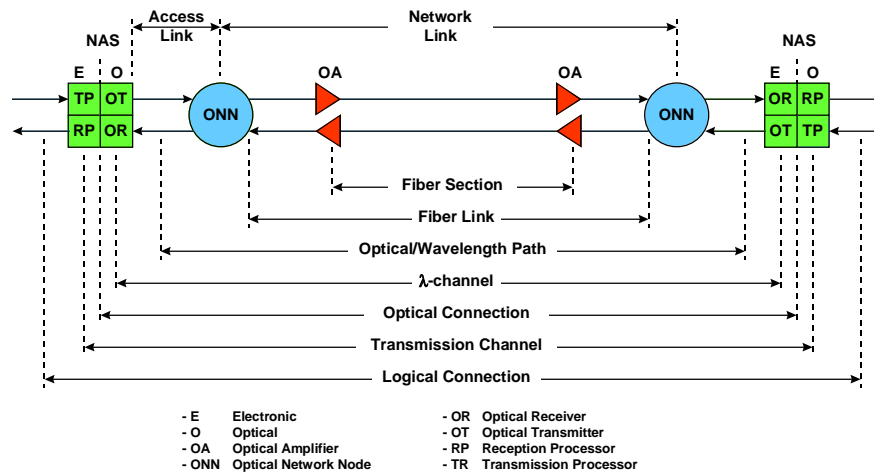 Access Link
Network Link
NAS
NAS
E O
OA
OA
E O
TP OT
ONN
ONN
OR RP
RP OR
OT TP
Fiber Section
Fiber Link
Optical/Wavelength Path
λ-channel
Optical Connection
Transmission Channel
Logical Connection
- E Electronic
- O Optical
- OA Optical Amplifier
- ONN Optical Network Node
- OR Optical Receiver
- OT Optical Transmitter
- RP Reception Processor
- TR Transmission Processor